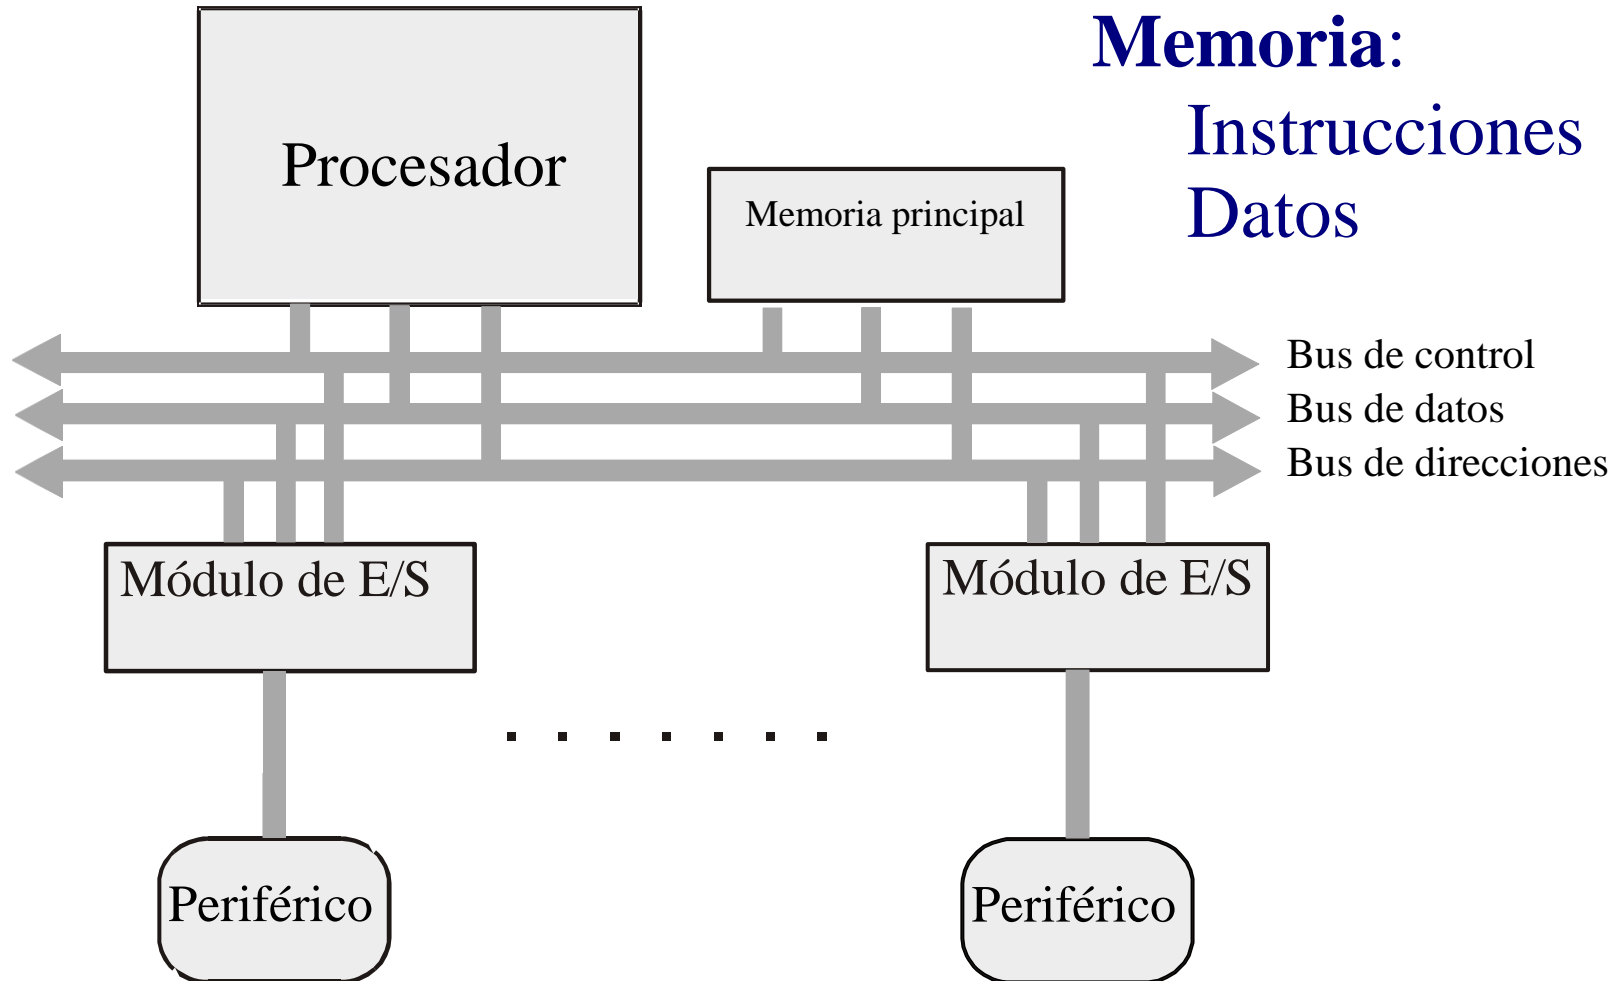 Memoria:
Instrucciones
Datos
Procesador
Memoria principal
Bus de control
Bus de datos
Bus de direcciones
Módulo de E/S
Módulo de E/S
Periférico
Periférico